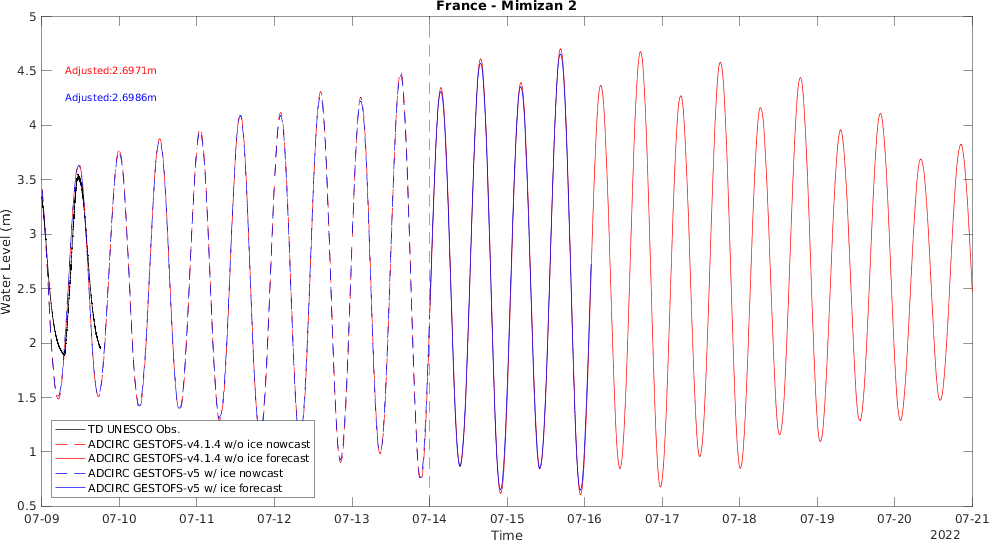 France - Mimizan 2
5
4.5
4
3.5
3
2.5
2
1.5
1
0.5
Water Level (m)
Adjusted:2.6971m
Adjusted:2.6986m
TD UNESCO Obs.
ADCIRC GESTOFS-v4.1.4 w/o ice nowcast
ADCIRC GESTOFS-v4.1.4 w/o ice forecast
ADCIRC GESTOFS-v5 w/ ice nowcast
ADCIRC GESTOFS-v5 w/ ice forecast
07-09 07-10 07-11 07-12 07-13 07-14 07-15 07-16 07-17 07-18 07-19 07-20 07-21
Time
2022